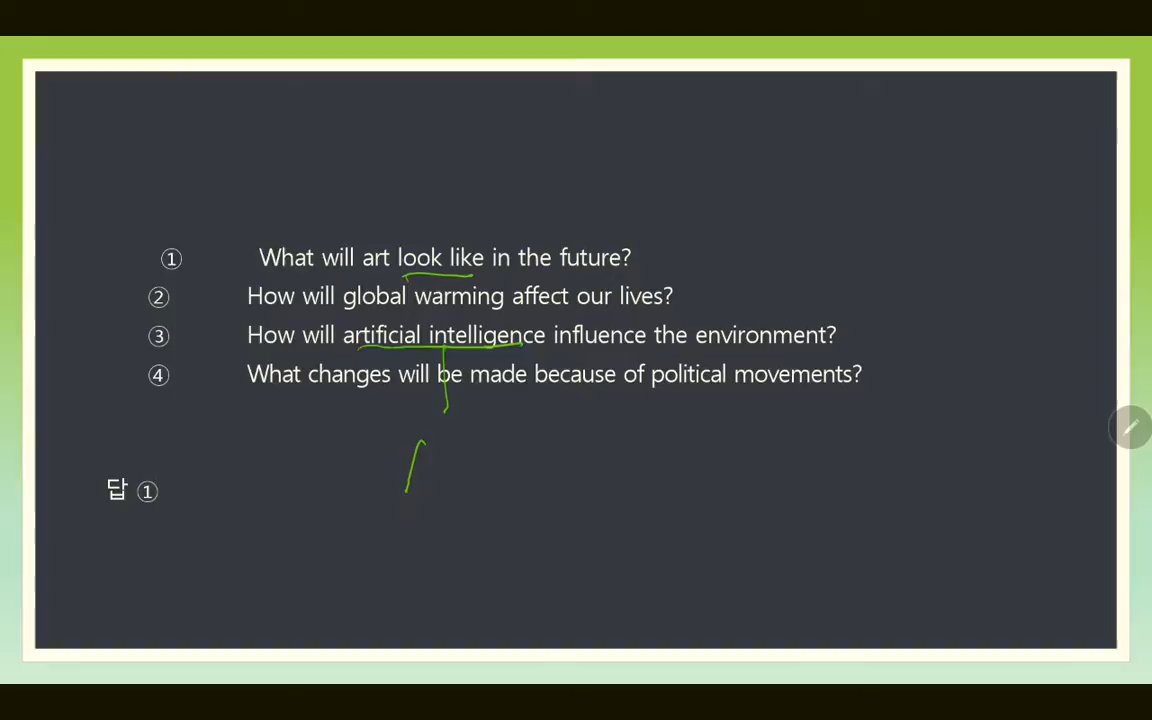 ① What will art look like in the future?
② How will global warming affect our lives?
③ How will artificial intelligence influence the environment?
④ What changes will be made because of political movements?
답 ①